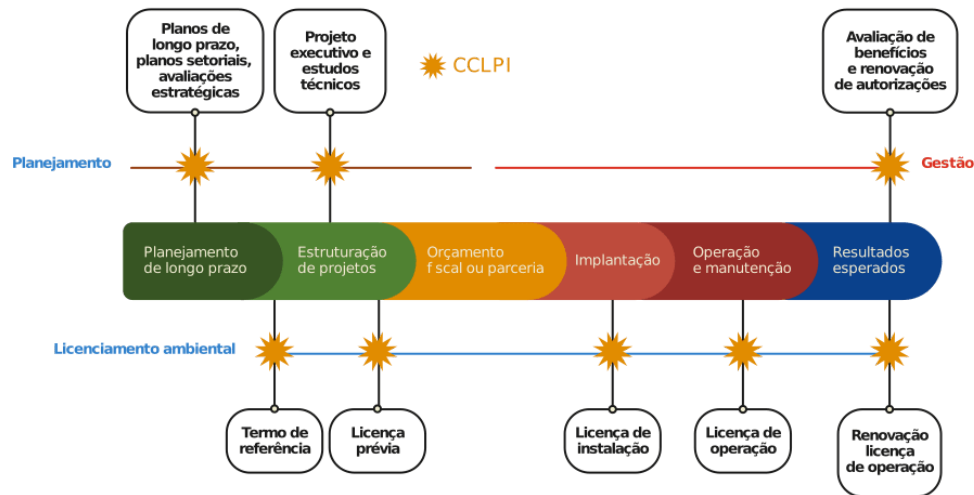 Planos de
longo prazo,
planos setoriais,
avaliações
estratégicas
Projeto
executivo e
estudos
técnicos
CCLPI
Avaliação de
benefícios
e renovação
de autorizações
Planejamento
Gestão
Planejamento
de longo prazo
Estruturação
de projetos
Orçamento
f scal ou parceria
Implantação
Operação
e manutenção
Resultados
esperados
Licenciamento ambiental
Termo de
referência
Licença
prévia
Licença de
instalação
Licença de
operação
Renovação
licença
de operação